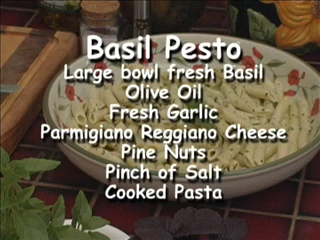 Basil Pesto
Large bowl fresh Basil
Olive Oil
Fresh Garlic
Parmigiano Reggiano Cheese
Pine Nuts
Pinch of Salt
Cooked Pasta